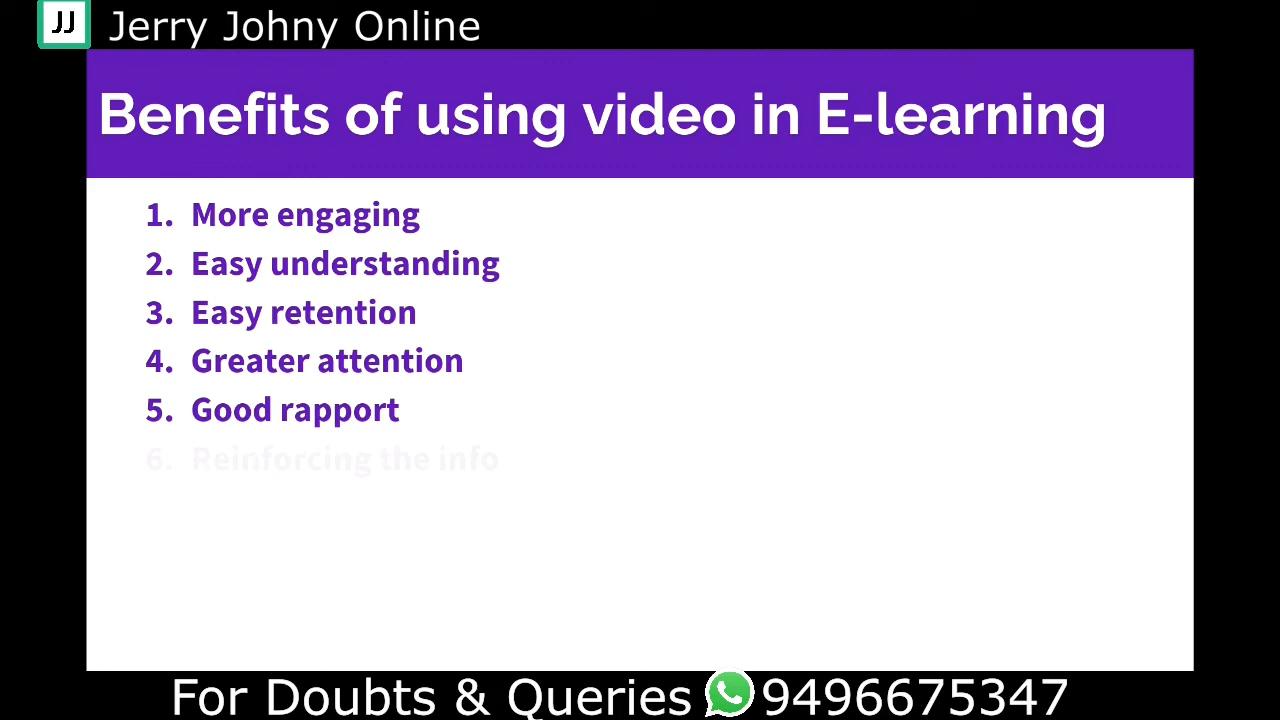 JJ Jerry Johny Online
Benefits of using video in E-learning
1. More engaging
2. Easy understanding
3. Easy retention
4. Greater attention
5. Good rapport
6. Reinforcing the info
For Doubts & Queries 9496675347